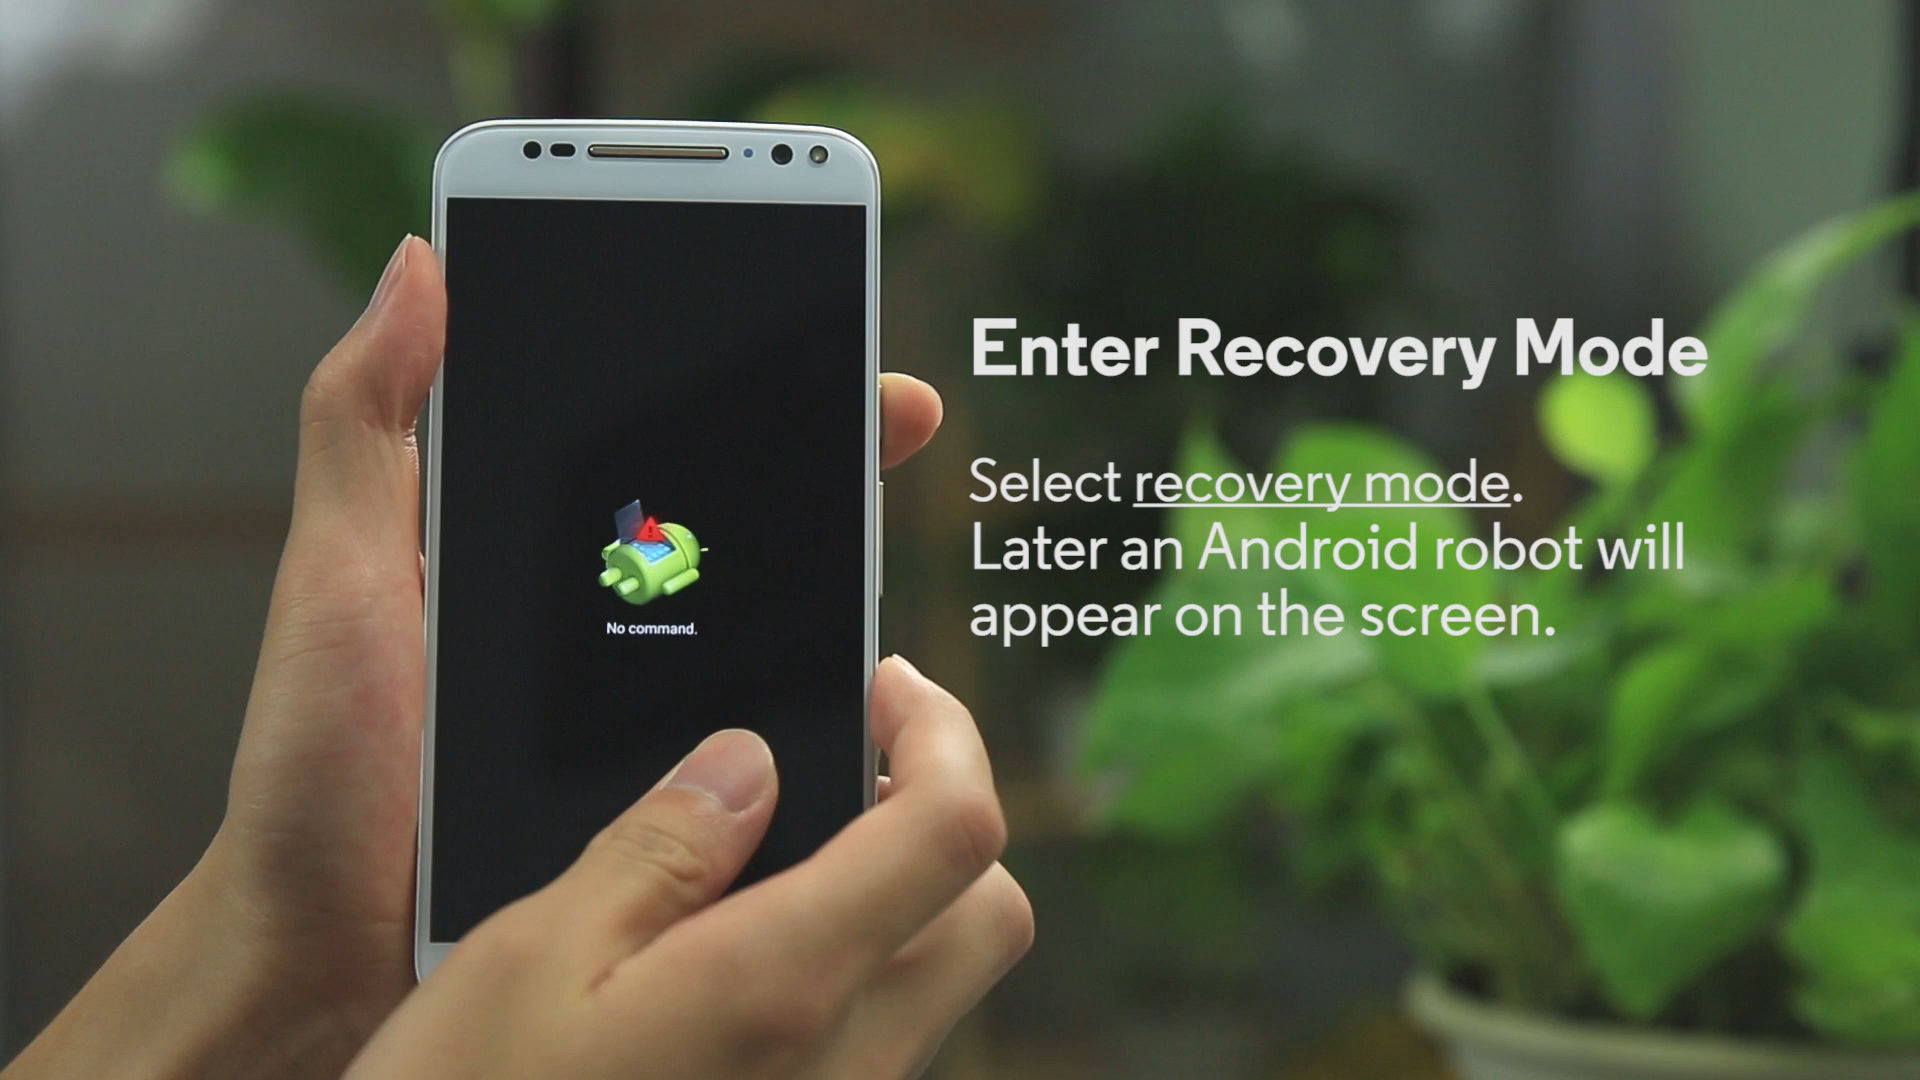 Enter Recovery Mode
Select recovery mode.
Later an Android robot will
appear on the screen.
No command.